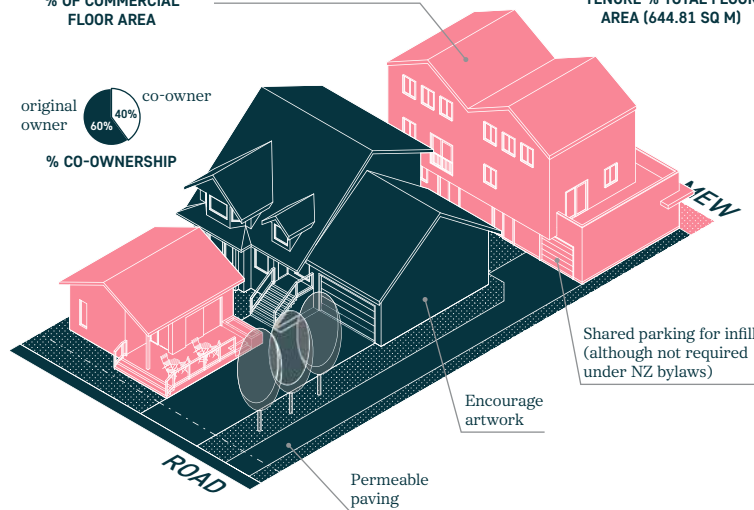 % OF COMMERCIAL
FLOOR AREA
TENURE % TOTAL FLOOR
AREA (644.81 SQ M)
original
owner
co-owner
60%
40%
% CO-OWNERSHIP
MEW
Shared parking for infill
(although not required
under NZ bylaws)
Encourage
artwork
Permeable
paving
ROAD